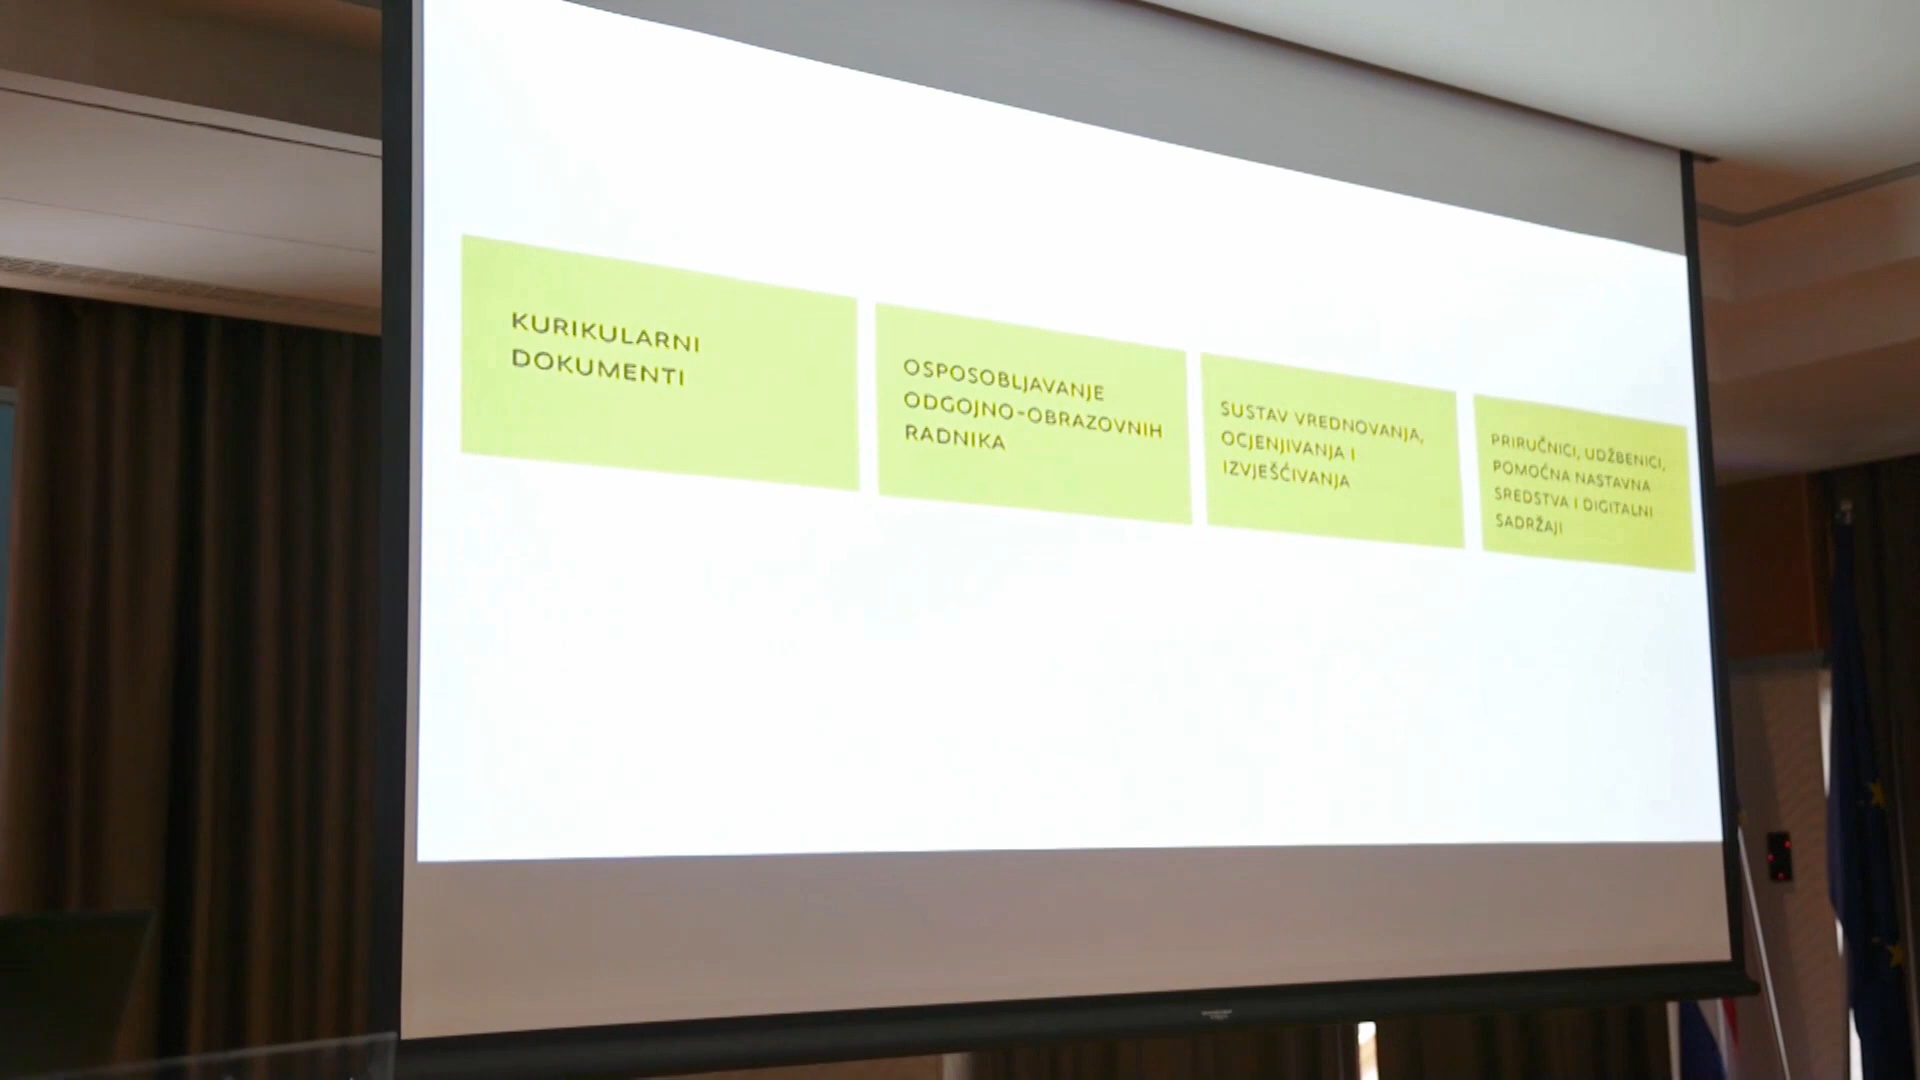 KURIKULARNI
DOKUMENTI
OSPOSOBLJAVANJE
ODGOJNO-OBRAZOVNIH
RADNIKA
SUSTAV VREDNOVANJA,
OCJENJIVANJA I
IZVJEŠĆIVANJA
PRIRUČNICI, UDŽBENICI,
POMOĆNA NASTAVNA
SREDSTVA I DIGITALNI
SADRŽAJI